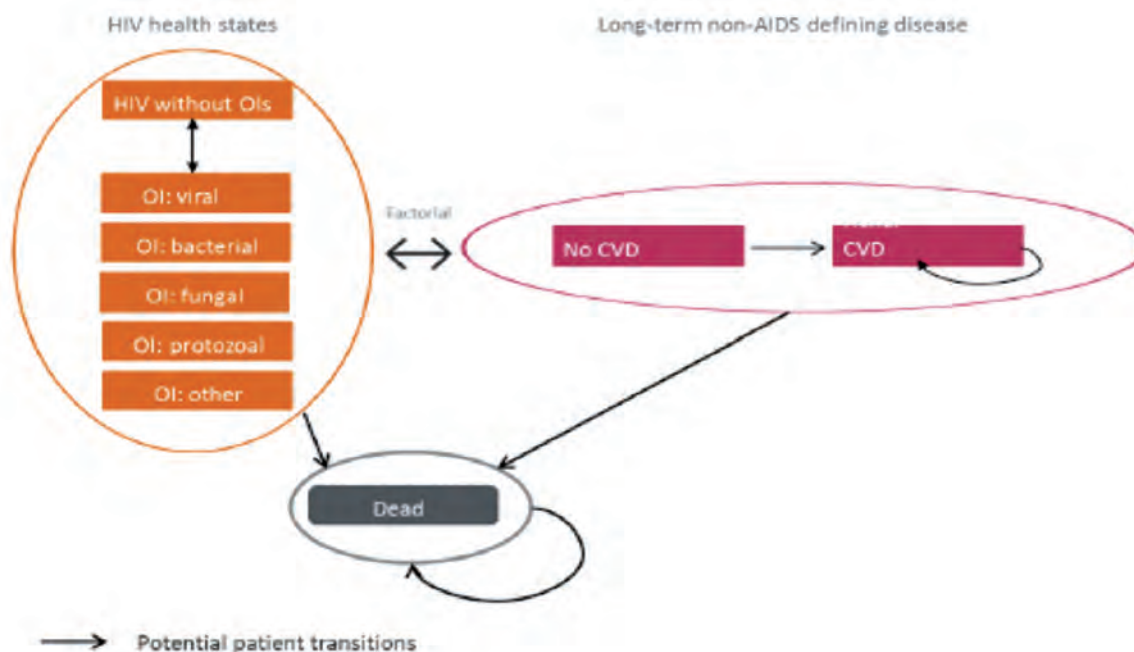 HIV health states
Long-term non-AIDS defining disease
HIV without OIs
OI: viral
OI: bacterial
OI: fungal
OI: protozoal
OI: other
Factorial
No CVD
CVD
Dead
Potential patient transitions